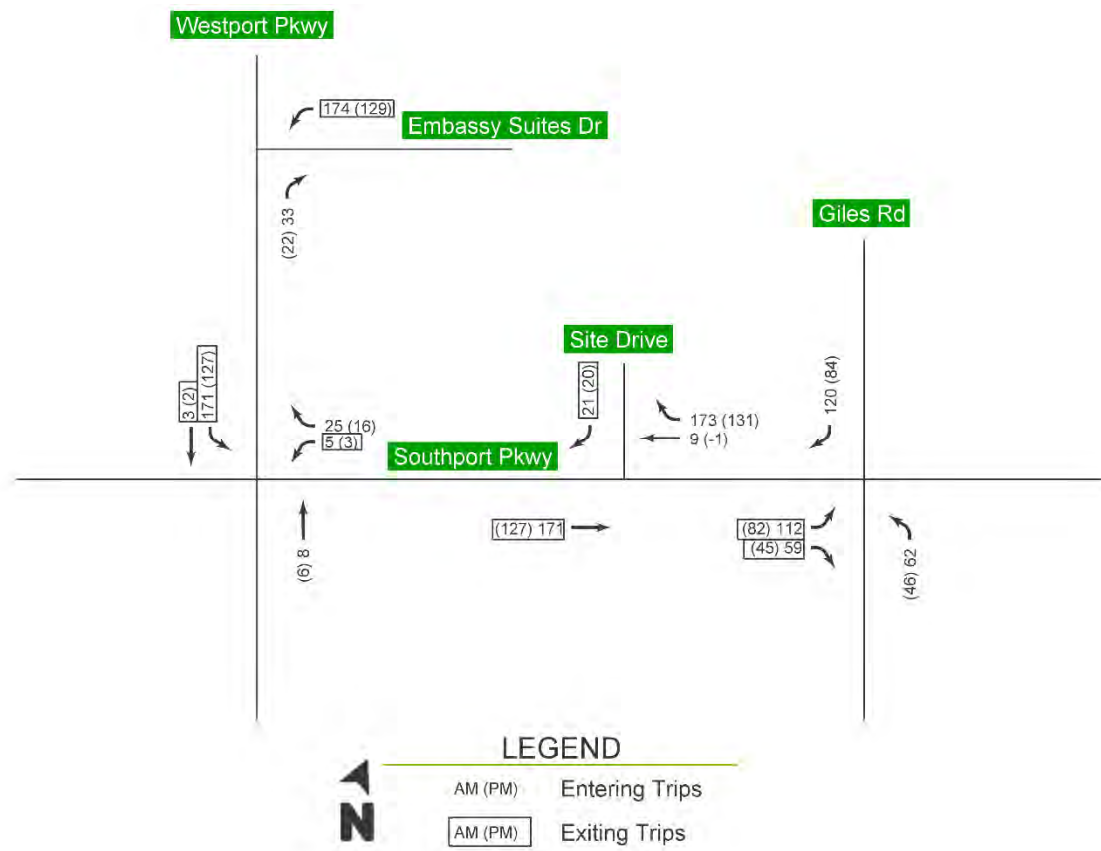 Westport Pkwy
174 (129)
Embassy Suites Dr
(22) 33
Giles Rd
Site Drive
3 (2)
171 (127)
21 (20)
120 (84)
25 (16)
5 (3)
173 (131)
9 (-1)
Southport Pkwy
(127) 171
(82) 112
(45) 59
(6) 8
(46) 62
LEGEND
AM (PM) Entering Trips
AM (PM) Exiting Trips
N